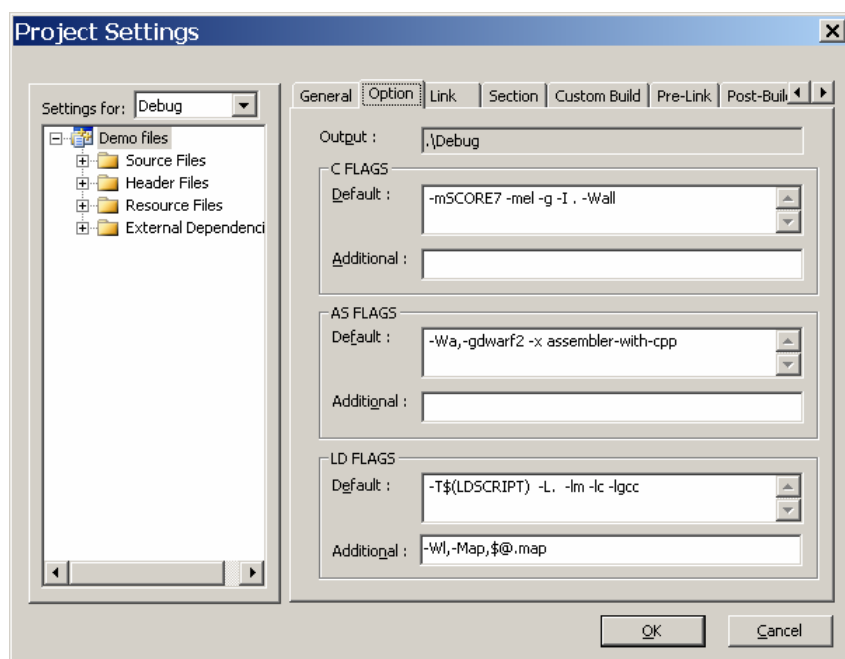 Project Settings
Settings for: Debug
Demo files
Source Files
Header Files
Resource Files
External Dependenci
General Option Link Section Custom Build Pre-Link Post-Buil
Output : .\Debug
C FLAGS
Default : -mSCORE7 -mel -g -I . -Wall
Additional :
AS FLAGS
Default : -Wa,-gdwarf2 -x assembler-with-cpp
Additional :
LD FLAGS
Default : -T$(LDSCRIPT) -L. -lm -lc -lgcc
Additional : -Wl,-Map,$@.map
OK Cancel